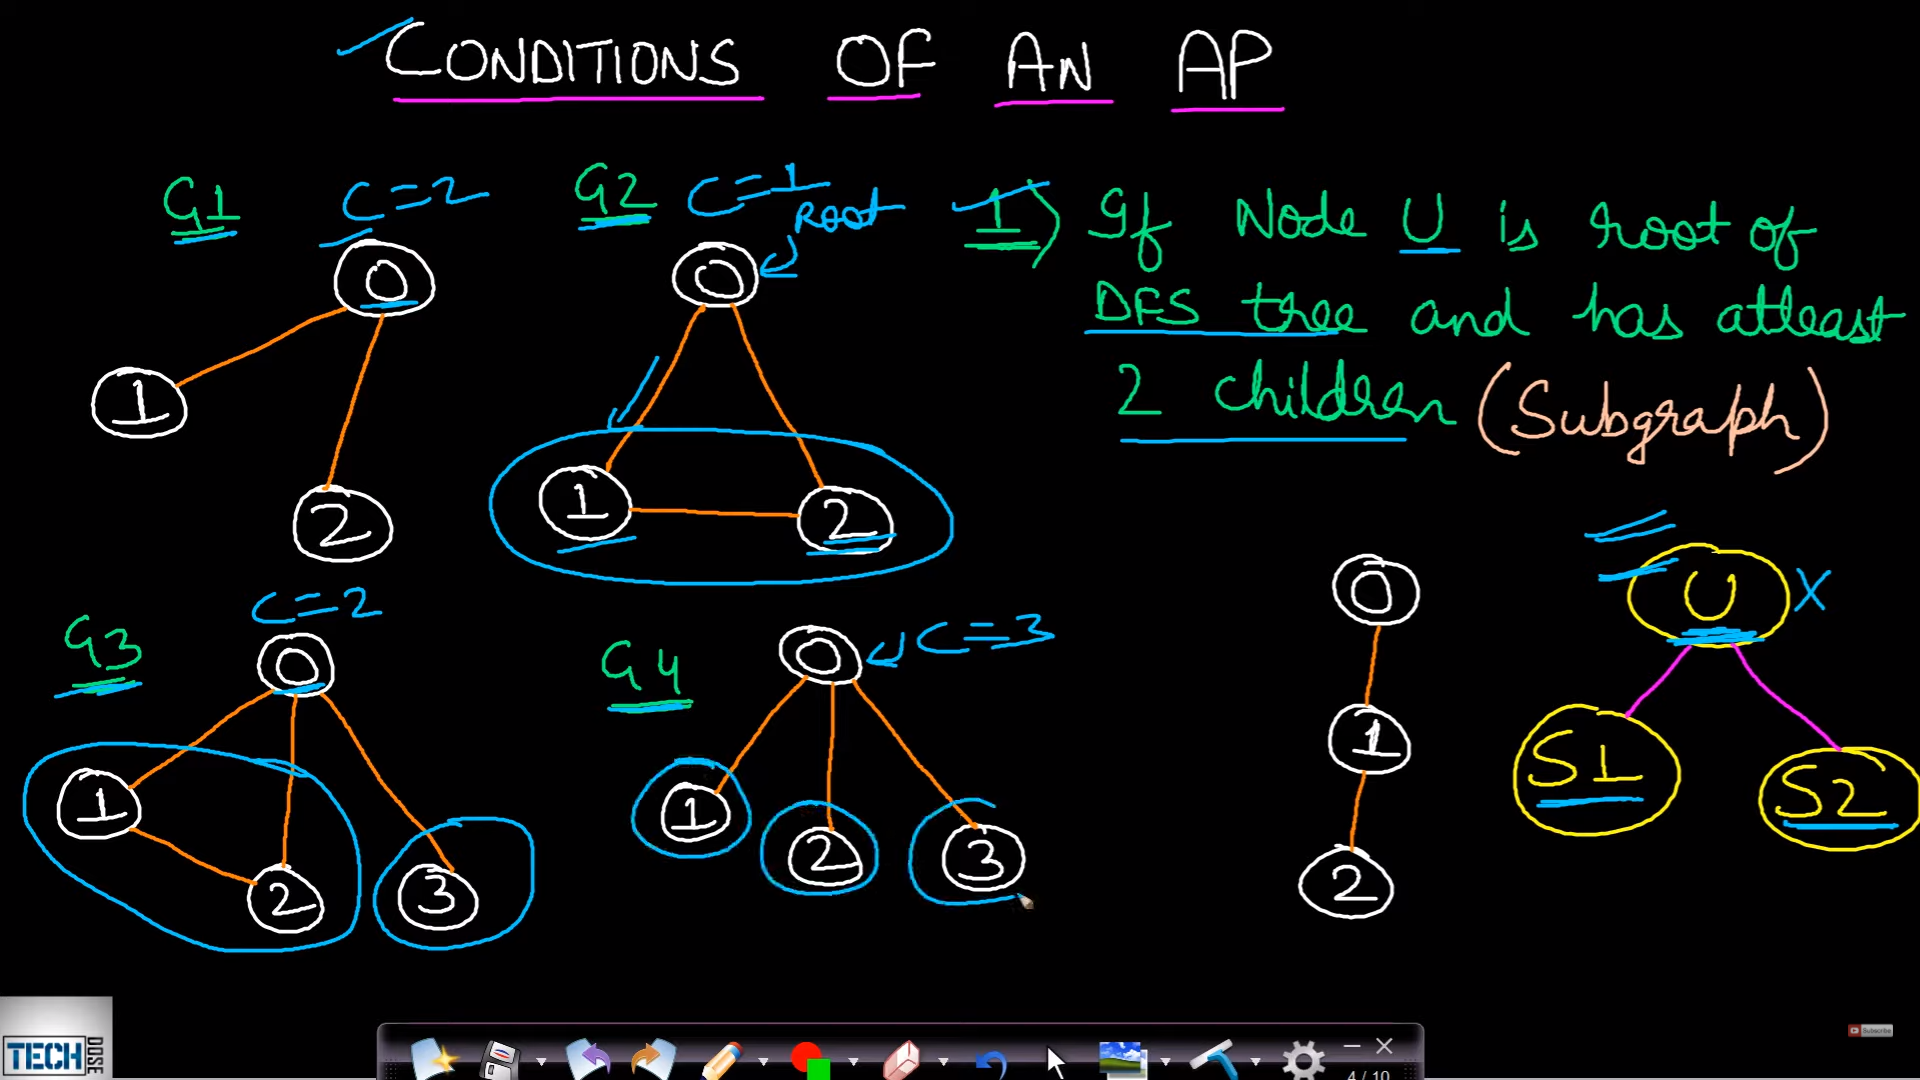 CONDITIONS OF AN AP
G1
C=2
0
1
2
G2
C=1
Root
0
1
2
1) If Node U is root of
DFS tree and has atleast
2 children (Subgraph)
G3
C=2
0
1
2
3
G4
C=3
0
1
2
3
0
1
2
U X
S1
S2
TECH
DOSE
Subscribe
4 / 10